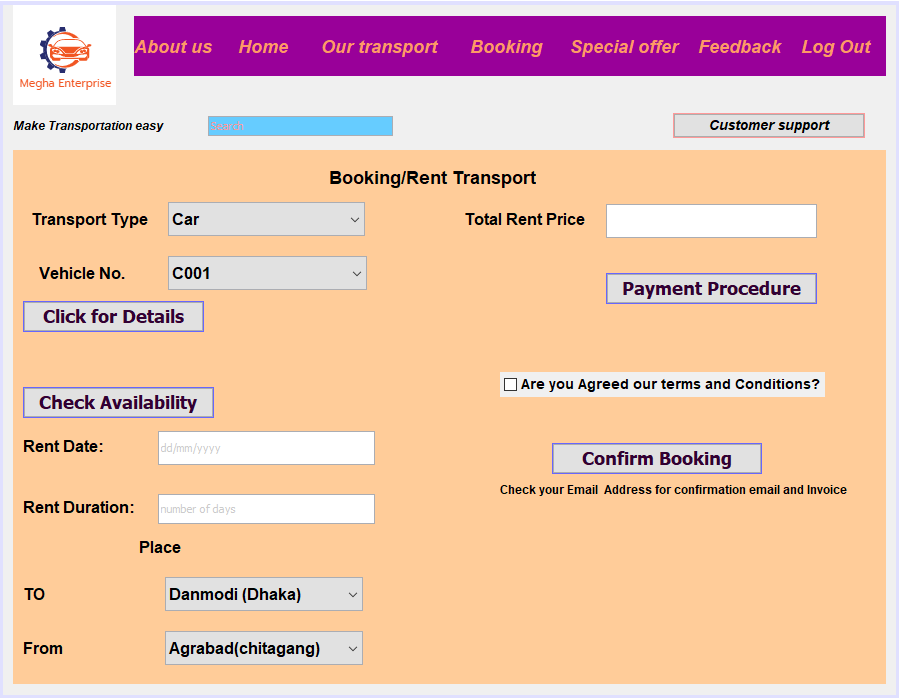 Megha Enterprise
About us Home Our transport Booking Special offer Feedback Log Out
Make Transportation easy
Search
Customer support
Booking/Rent Transport
Transport Type Car
Total Rent Price
Vehicle No. C001
Payment Procedure
Click for Details
Are you Agreed our terms and Conditions?
Check Availability
Rent Date: dd/mm/yyyy
Confirm Booking
Check your Email Address for confirmation email and Invoice
Rent Duration: number of days
Place
TO Danmodi (Dhaka)
From Agrabad(chitagang)